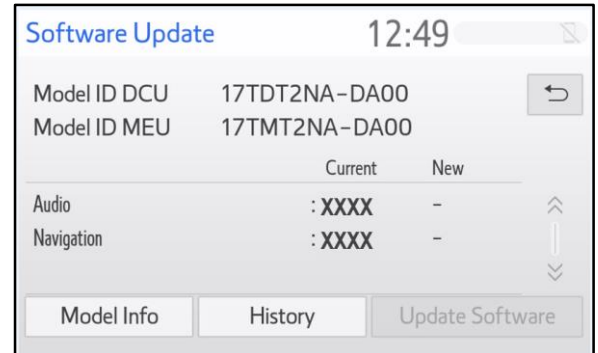 Software Update 12:49
Model ID DCU 17TDT2NA-DA00
Model ID MEU 17TMT2NA-DA00
Current New
Audio : XXXX -
Navigation : XXXX -
Model Info History Update Software